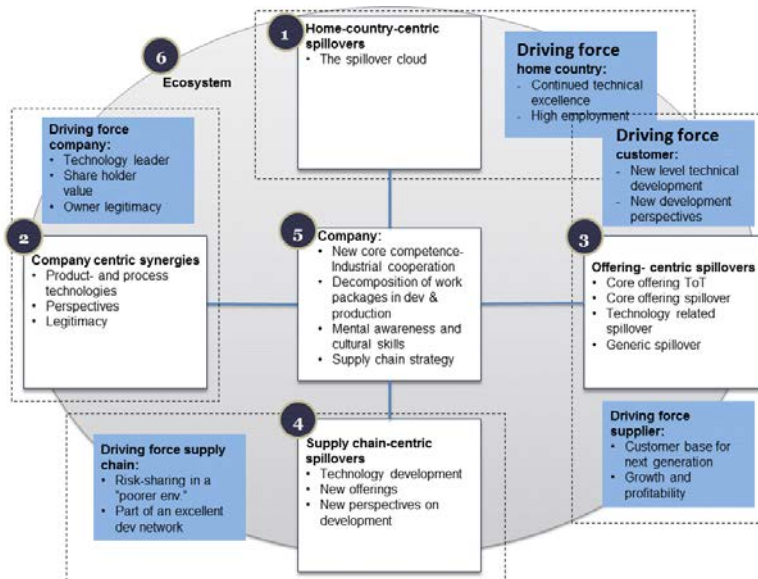 1
Home-country-centric
spillovers
• The spillover cloud
6
Ecosystem
Driving force
home country:
- Continued technical
excellence
- High employment
Driving force
company:
• Technology leader
• Share holder
value
• Owner legitimacy
Driving force
customer:
- New level technical
development
- New development
perspectives
2
Company centric synergies
• Product- and process
technologies
• Perspectives
• Legitimacy
5
Company:
• New core competence-
Industrial cooperation
• Decomposition of work
packages in dev &
production
• Mental awareness and
cultural skills
• Supply chain strategy
3
Offering- centric spillovers
• Core offering ToT
• Core offering spillover
• Technology related
spillover
• Generic spillover
Driving force supply
chain:
• Risk-sharing in a
"poorer env."
• Part of an excellent
dev network
4
Supply chain-centric
spillovers
• Technology development
• New offerings
• New perspectives on
development
Driving force
supplier:
• Customer base for
next generation
• Growth and
profitability